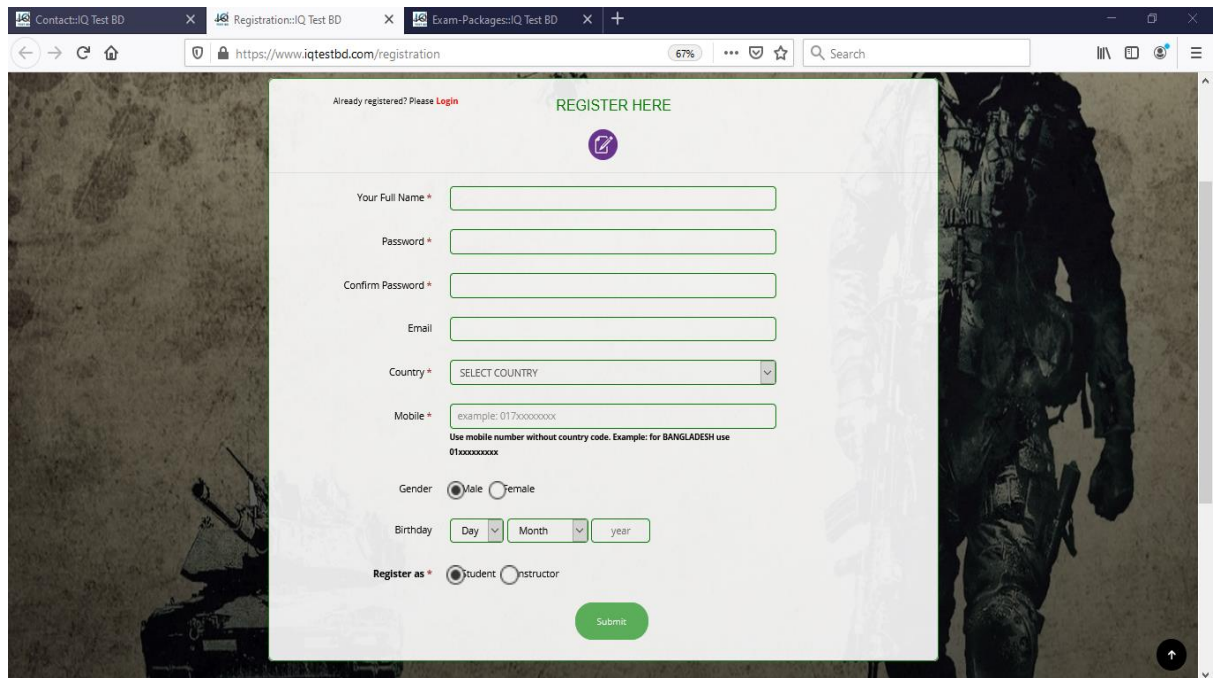 Contact::IQ Test BD
Registration::IQ Test BD
Exam-Packages::IQ Test BD
https://www.iqtestbd.com/registration
67%
Search
Already registered? Please Login
REGISTER HERE
Your Full Name *
Password *
Confirm Password *
Email
Country * SELECT COUNTRY
Mobile * example: 017xxxxxxxx
Use mobile number without country code. Example: for BANGLADESH use
01xxxxxxxxx
Gender Male Female
Birthday Day Month year
Register as * Student Instructor
Submit